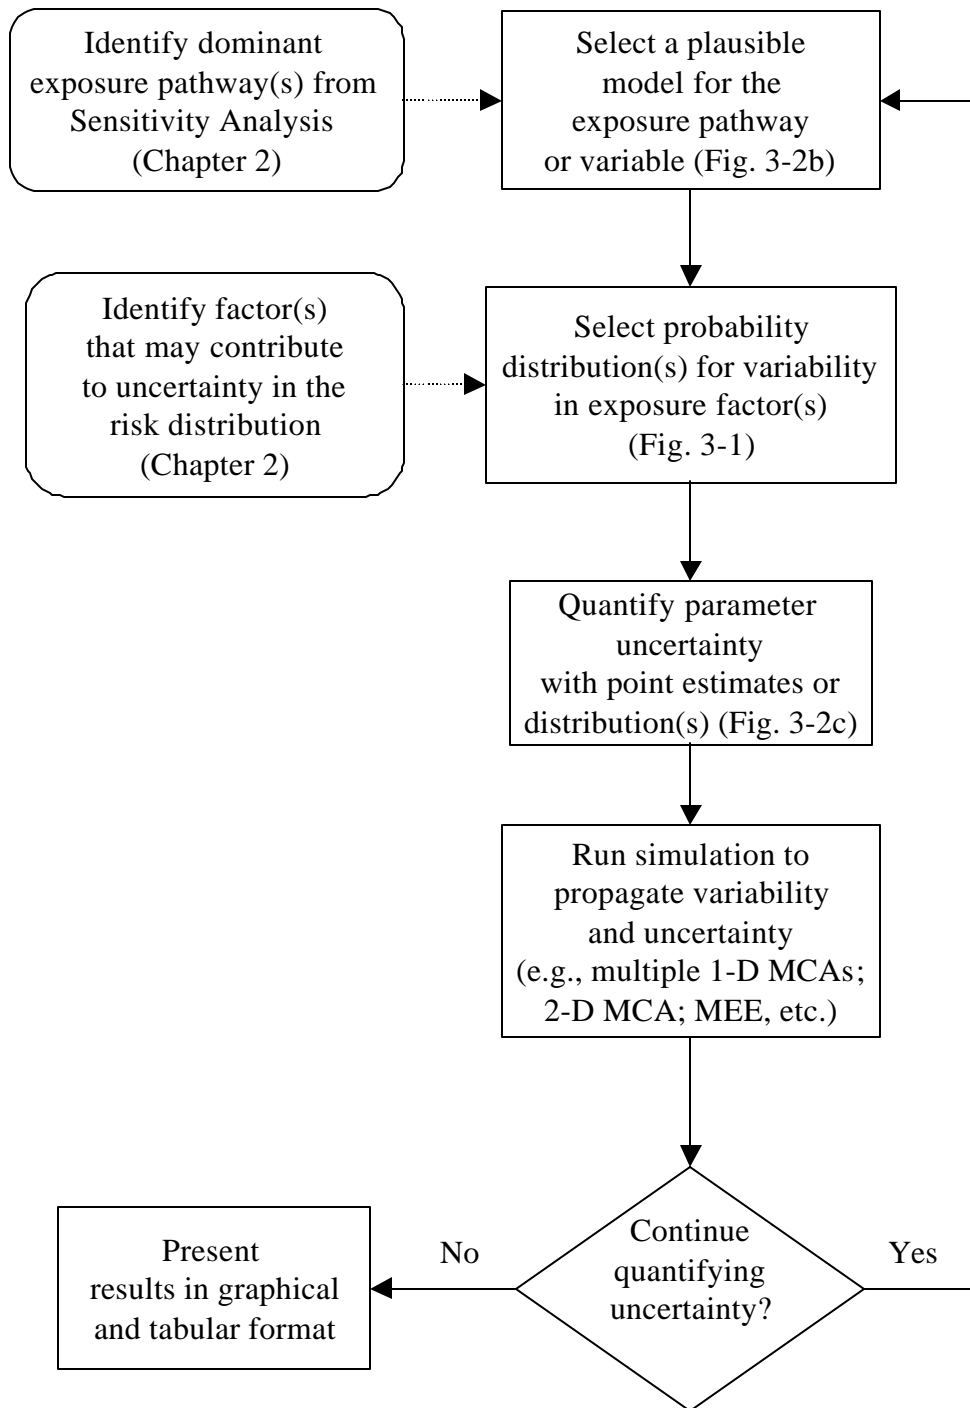 Identify dominant
exposure pathway(s) from
Sensitivity Analysis
(Chapter 2)
Select a plausible
model for the
exposure pathway
or variable (Fig. 3-2b)
Identify factor(s)
that may contribute
to uncertainty in the
risk distribution
(Chapter 2)
Select probability
distribution(s) for variability
in exposure factor(s)
(Fig. 3-1)
Quantify parameter
uncertainty
with point estimates or
distribution(s) (Fig. 3-2c)
Run simulation to
propagate variability
and uncertainty
(e.g., multiple 1-D MCAs;
2-D MCA; MEE, etc.)
Continue
quantifying
uncertainty?
No
Yes
Present
results in graphical
and tabular format